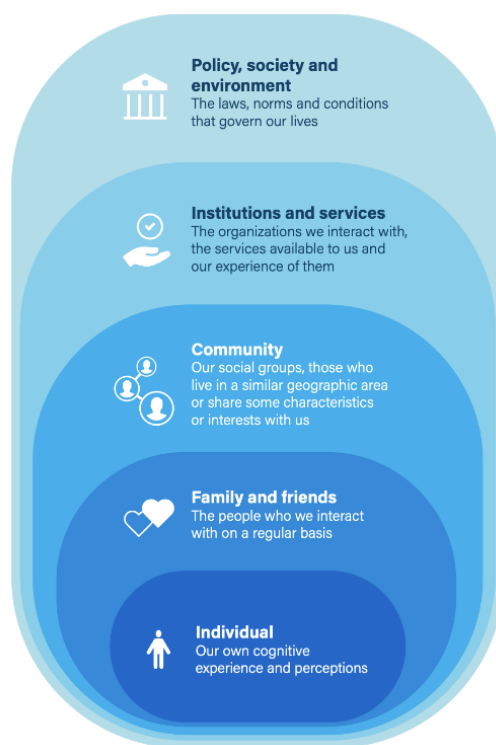 Policy, society and
environment
The laws, norms and conditions
that govern our lives
Institutions and services
The organizations we interact with,
the services available to us and
our experience of them
Community
Our social groups, those who
live in a similar geographic area
or share some characteristics
or interests with us
Family and friends
The people who we interact
with on a regular basis
Individual
Our own cognitive
experience and perceptions